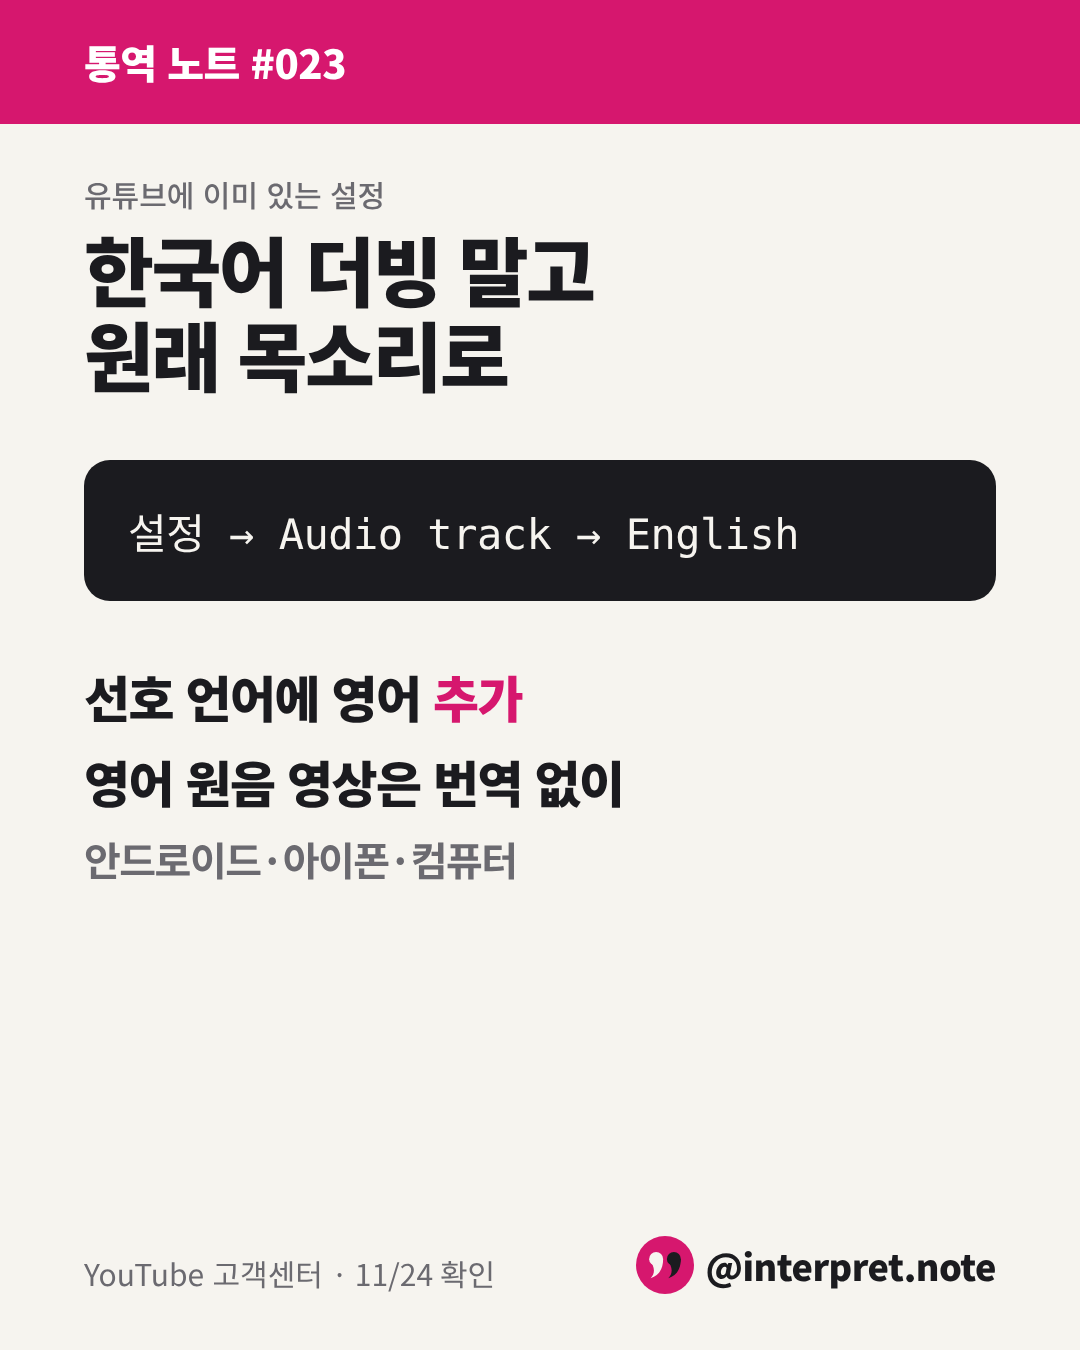 통역 노트 #023
유튜브에 이미 있는 설정
한국어 더빙 말고
원래 목소리로
설정 → Audio track → English
선호 언어에 영어 추가
영어 원음 영상은 번역 없이
안드로이드·아이폰·컴퓨터
YouTube 고객센터 · 11/24 확인
@interpret.note